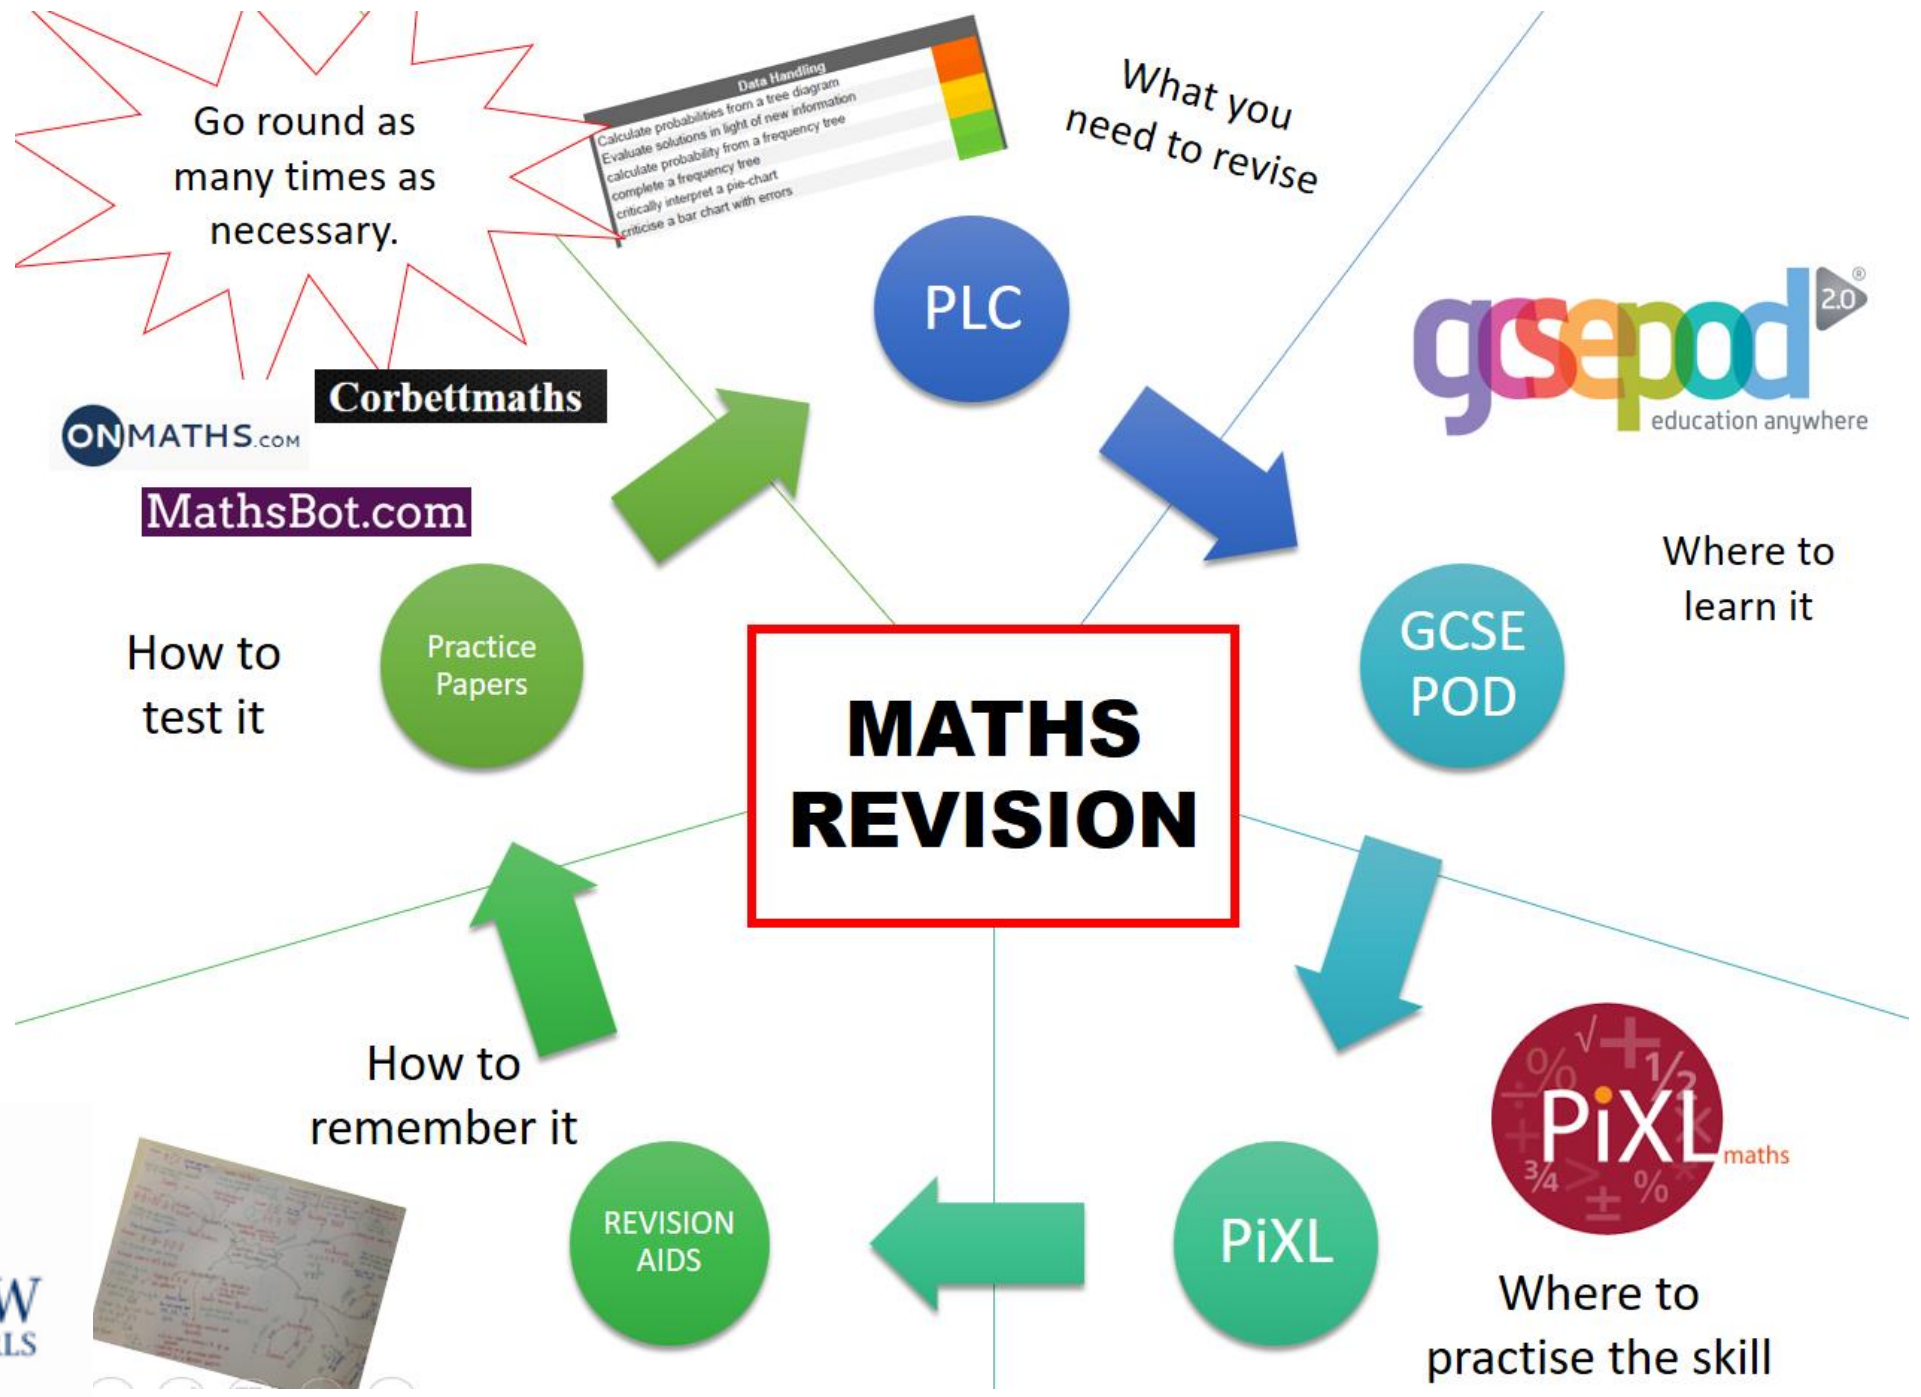 Go round as
many times as
necessary.
Data Handling
Calculate probabilities from a tree diagram
Evaluate solutions in light of new information
calculate probability from a frequency tree
complete a frequency tree
critically interpret a pie-chart
criticise a bar chart with errors
What you
need to revise
PLC
gcsepod 2.0 ®
education anywhere
Where to
learn it
GCSE
POD
Corbettmaths
ONMATHS.COM
MathsBot.com
How to
test it
Practice
Papers
MATHS
REVISION
How to
remember it
REVISION
AIDS
PiXL
√ + % ½ ÷ × + ¾ > ± % *
PiXL
maths
Where to
practise the skill